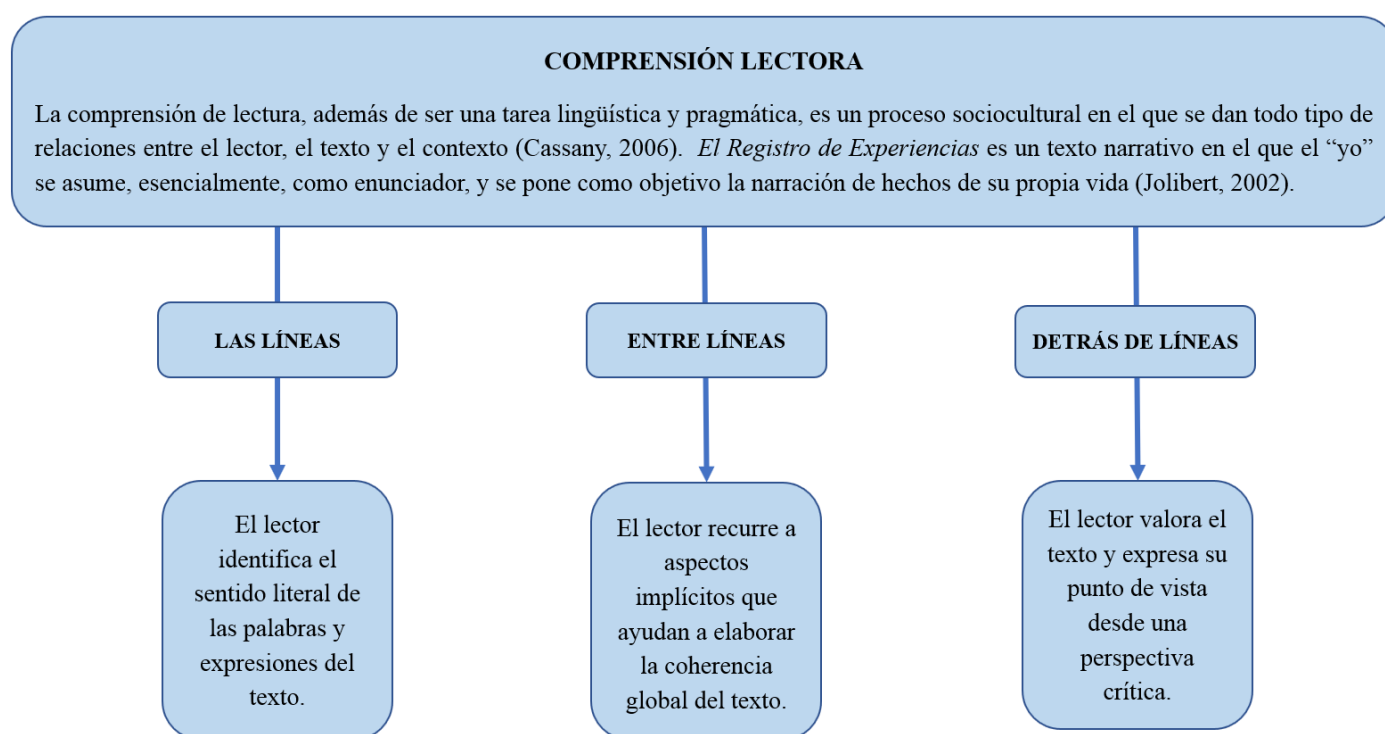 COMPRENSIÓN LECTORA
La comprensión de lectura, además de ser una tarea lingüística y pragmática, es un proceso sociocultural en el que se dan todo tipo de
relaciones entre el lector, el texto y el contexto (Cassany, 2006). El Registro de Experiencias es un texto narrativo en el que el “yo”
se asume, esencialmente, como enunciador, y se pone como objetivo la narración de hechos de su propia vida (Jolibert, 2002).
LAS LÍNEAS
ENTRE LÍNEAS
DETRÁS DE LÍNEAS
El lector
identifica el
sentido literal de
las palabras y
expresiones del
texto.
El lector recurre a
aspectos
implícitos que
ayudan a elaborar
la coherencia
global del texto.
El lector valora el
texto y expresa su
punto de vista
desde una
perspectiva
crítica.